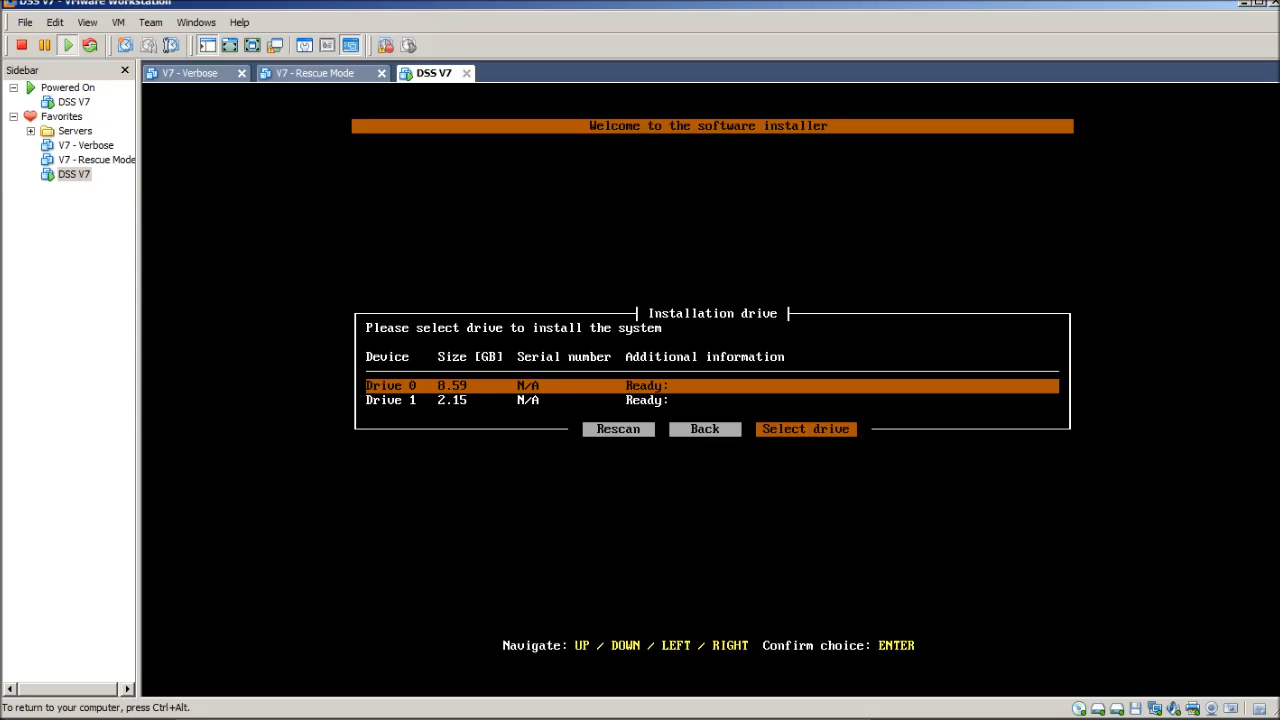 DSS V7 - VMware Workstation
File Edit View VM Team Windows Help
Sidebar
Powered On
DSS V7
Favorites
Servers
V7 - Verbose
V7 - Rescue Mode
DSS V7
V7 - Verbose V7 - Rescue Mode DSS V7
Welcome to the software installer
Installation drive
Please select drive to install the system
Device Size [GB] Serial number Additional information
Drive 0 8.59 N/A Ready:
Drive 1 2.15 N/A Ready:
Rescan Back Select drive
Navigate: UP / DOWN / LEFT / RIGHT Confirm choice: ENTER
To return to your computer, press Ctrl+Alt.